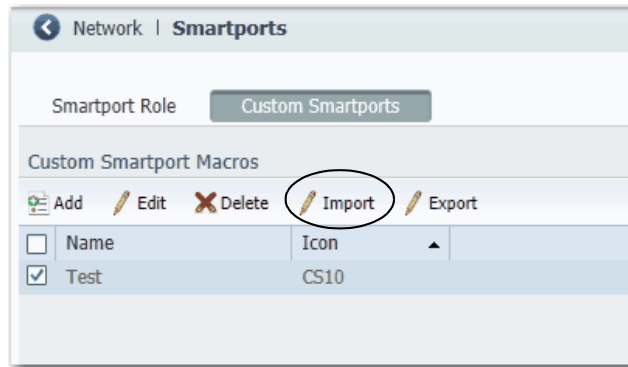 Network | Smartports
Smartport Role Custom Smartports
Custom Smartport Macros
Add Edit Delete Import Export
Name Icon
Test CS10